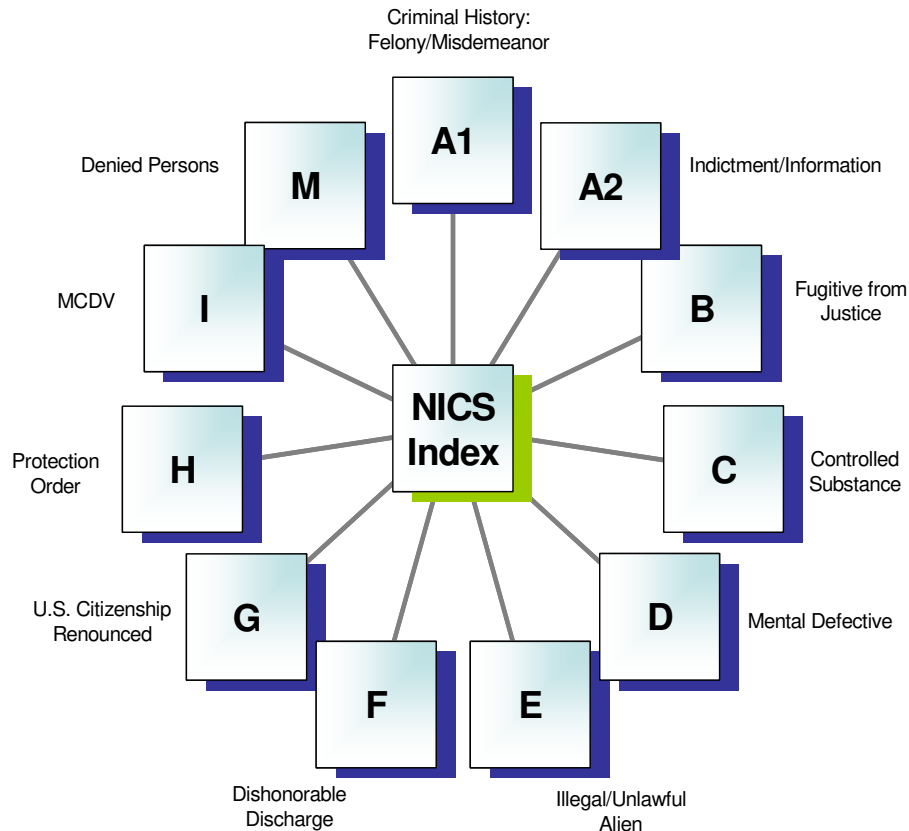 Criminal History:
Felony/Misdemeanor
A1
Denied Persons
M
A2
Indictment/Information
MCDV
I
B
Fugitive from
Justice
NICS
Index
Protection
Order
H
C
Controlled
Substance
U.S. Citizenship
Renounced
G
D
Mental Defective
F
E
Dishonorable
Discharge
Illegal/Unlawful
Alien